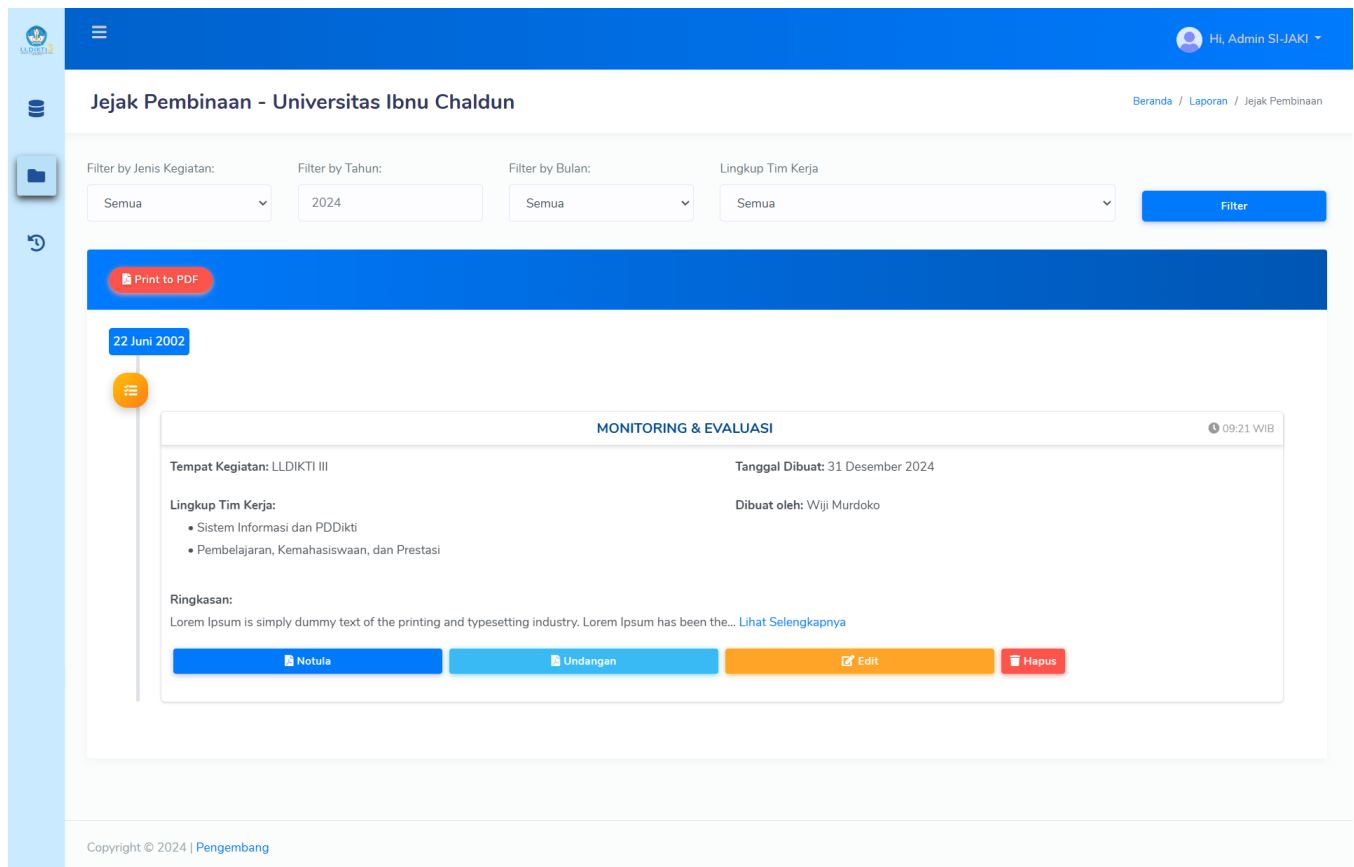 LLDIKTI 3
Hi, Admin SI-JAKI
Jejak Pembinaan - Universitas Ibnu Chaldun
Beranda / Laporan / Jejak Pembinaan
Filter by Jenis Kegiatan:
Filter by Tahun:
Filter by Bulan:
Lingkup Tim Kerja
Semua
2024
Semua
Semua
Filter
Print to PDF
22 Juni 2002
MONITORING & EVALUASI
09:21 WIB
Tempat Kegiatan: LLDIKTI III
Tanggal Dibuat: 31 Desember 2024
Lingkup Tim Kerja:
• Sistem Informasi dan PDDikti
• Pembelajaran, Kemahasiswaan, dan Prestasi
Dibuat oleh: Wiji Murdoko
Ringkasan:
Lorem Ipsum is simply dummy text of the printing and typesetting industry. Lorem Ipsum has been the... Lihat Selengkapnya
Notula
Undangan
Edit
Hapus
Copyright © 2024 | Pengembang